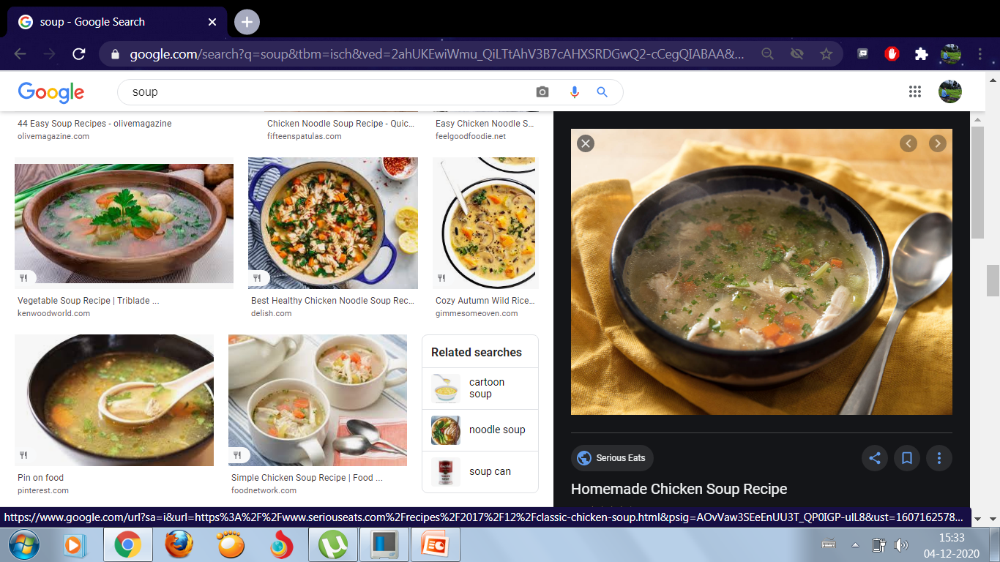 soup - Google Search
google.com/search?q=soup&tbm=isch&ved=2ahUKEwiWmu_QiLTtAhV3B7cAHXSRDGwQ2-cCegQIABAA&...
Google
soup
44 Easy Soup Recipes - olivemagazine
olivemagazine.com
Chicken Noodle Soup Recipe - Quic...
fifteenspatulas.com
Easy Chicken Noodle S...
feelgoodfoodie.net
Vegetable Soup Recipe | Triblade ...
kenwoodworld.com
Best Healthy Chicken Noodle Soup Rec...
delish.com
Cozy Autumn Wild Rice...
gimmesomeoven.com
Pin on food
pinterest.com
Simple Chicken Soup Recipe | Food ...
foodnetwork.com
Related searches
cartoon
soup
noodle soup
soup can
Serious Eats
Homemade Chicken Soup Recipe
https://www.google.com/url?sa=i&url=https%3A%2F%2Fwww.seriouseats.com%2Frecipes%2F2017%2F12%2Fclassic-chicken-soup.html&psig=AOvVaw3SEeEnUU3T_QP0IGP-uIL8&ust=1607162578...
15:33
04-12-2020